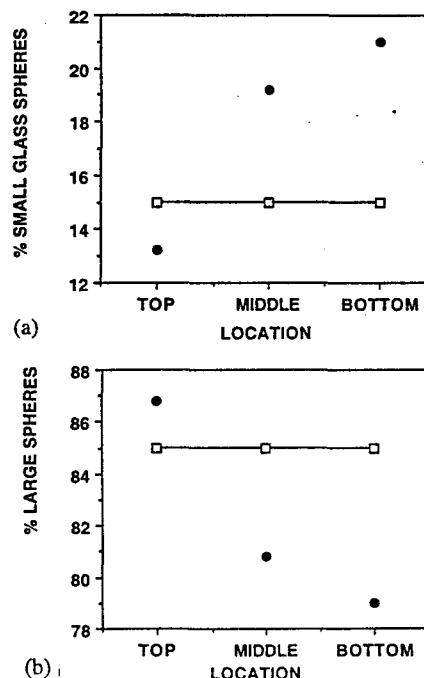 % SMALL GLASS SPHERES
22
20
18
16
14
12
TOP MIDDLE BOTTOM
(a)
LOCATION
% LARGE SPHERES
88
86
84
82
80
78
TOP MIDDLE BOTTOM
(b)
LOCATION